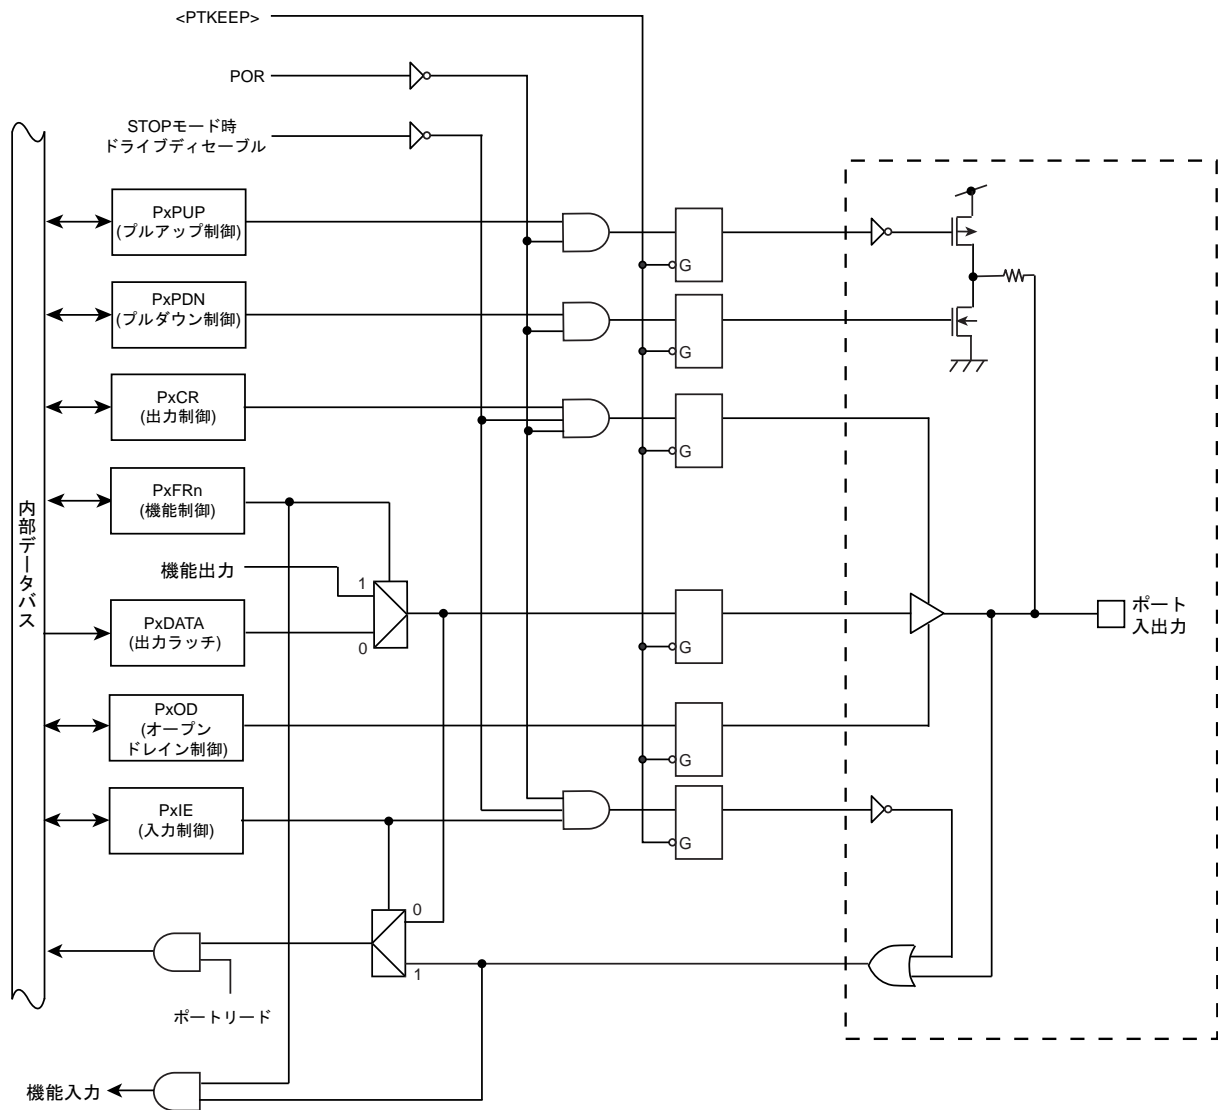 <PTKEEP>
POR
STOPモード時
ドライブディセーブル
PxPUP
(プルアップ制御)
G
PxPDN
(プルダウン制御)
G
PxCR
(出力制御)
G
PxFRn
(機能制御)
内部データバス
機能出力
1
0
PxDATA
(出力ラッチ)
G
ポート
入出力
PxOD
(オープン
ドレイン制御)
G
PxIE
(入力制御)
G
0
1
ポートリード
機能入力